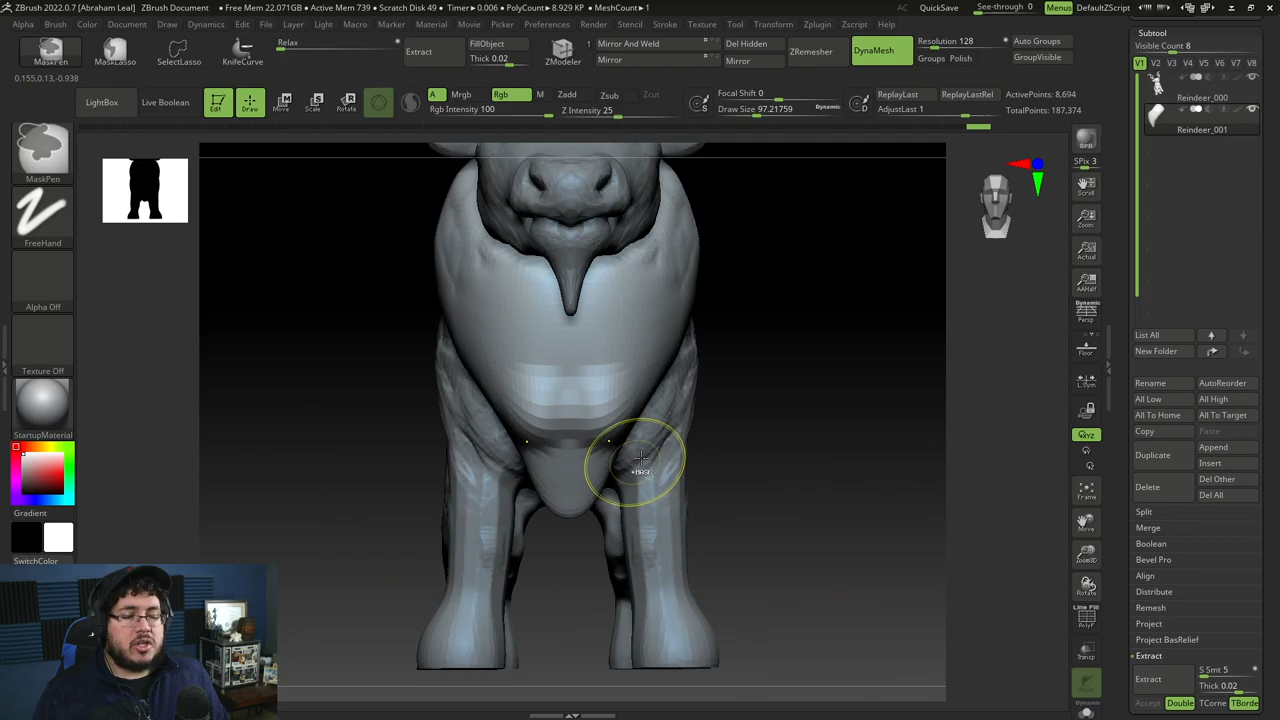 ZBrush 2022.0.7 [Abraham Leal] ZBrush Document • Free Mem 22.071GB • Active Mem 739 • Scratch Disk 49 • Timer▶0.006 • PolyCount▶8.929 KP • MeshCount▶1 AC QuickSave See-through 0 Menus DefaultZScript
Alpha Brush Color Document Draw Dynamics Edit File Layer Light Macro Marker Material Movie Picker Preferences Render Stencil Stroke Texture Tool Transform Zplugin Zscript Help
MaskPen MaskLasso SelectLasso KnifeCurve
Relax
Extract
FillObject
Thick 0.02
ZModeler
1
Mirror And Weld
Mirror
Del Hidden
Mirror
ZRemesher
DynaMesh
Resolution 128
Groups Polish
Auto Groups
GroupVisible
0.155,0.13,-0.938
LightBox Live Boolean Edit Draw Move Scale Rotate
A Mrgb Rgb M Zadd Zsub Zcut
Rgb Intensity 100 Z Intensity 25
Focal Shift 0
Draw Size 97.21759 Dynamic
S
D
ReplayLast ReplayLastRel
AdjustLast 1
ActivePoints: 8,694
TotalPoints: 187,374
MaskPen
FreeHand
Alpha Off
Texture Off
StartupMaterial
Gradient
SwitchColor
MASK
BPR
SPix 3
Scroll
Zoom
Actual
AAHalf
Dynamic
Persp
Floor
L.Sym
XYZ
Frame
Move
Zoom3D
Rotate
Line Fill
PolyF
Transp
Dynamic
Subtool
Visible Count 8
V1 V2 V3 V4 V5 V6 V7 V8
Reindeer_000
Reindeer_001
List All
New Folder
Rename AutoReorder
All Low All High
All To Home All To Target
Copy Paste
Duplicate Append
Insert
Delete Del Other
Del All
Split
Merge
Boolean
Bevel Pro
Align
Distribute
Remesh
Project
Project BasRelief
Extract
Extract S Smt 5
Thick 0.02
Accept Double TCorne TBorde